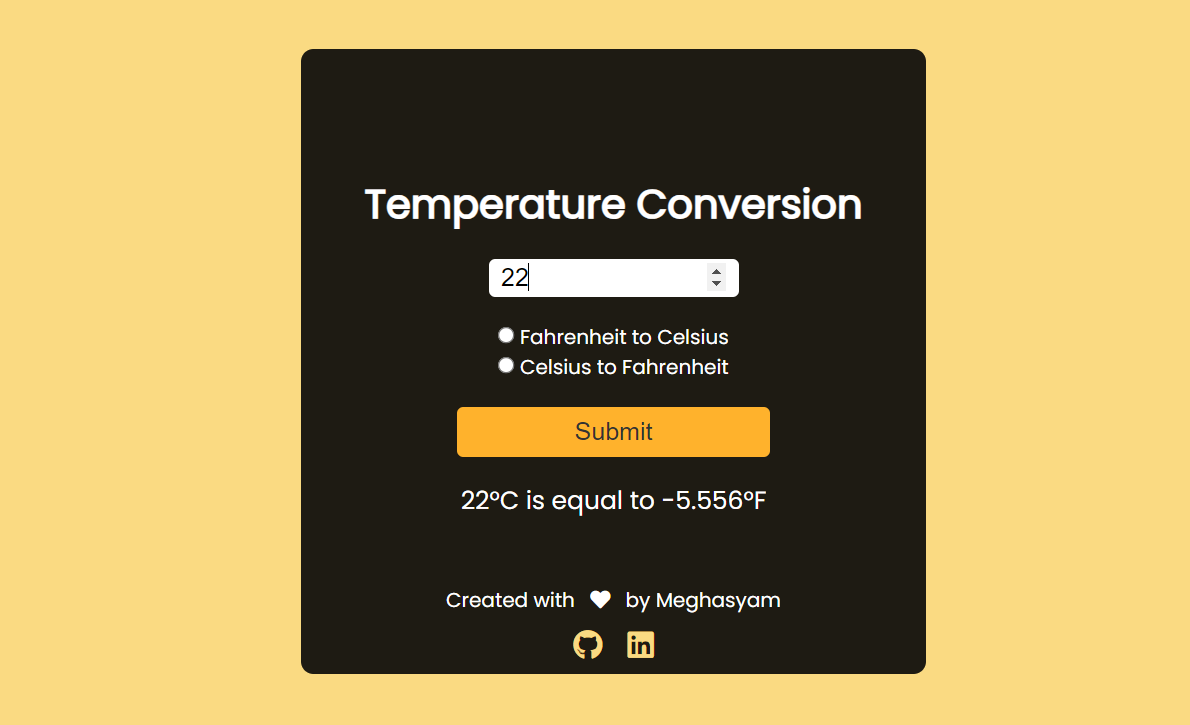 Temperature Conversion
22
Fahrenheit to Celsius
Celsius to Fahrenheit
Submit
22°C is equal to -5.556°F
Created with ♥ by Meghasyam
in